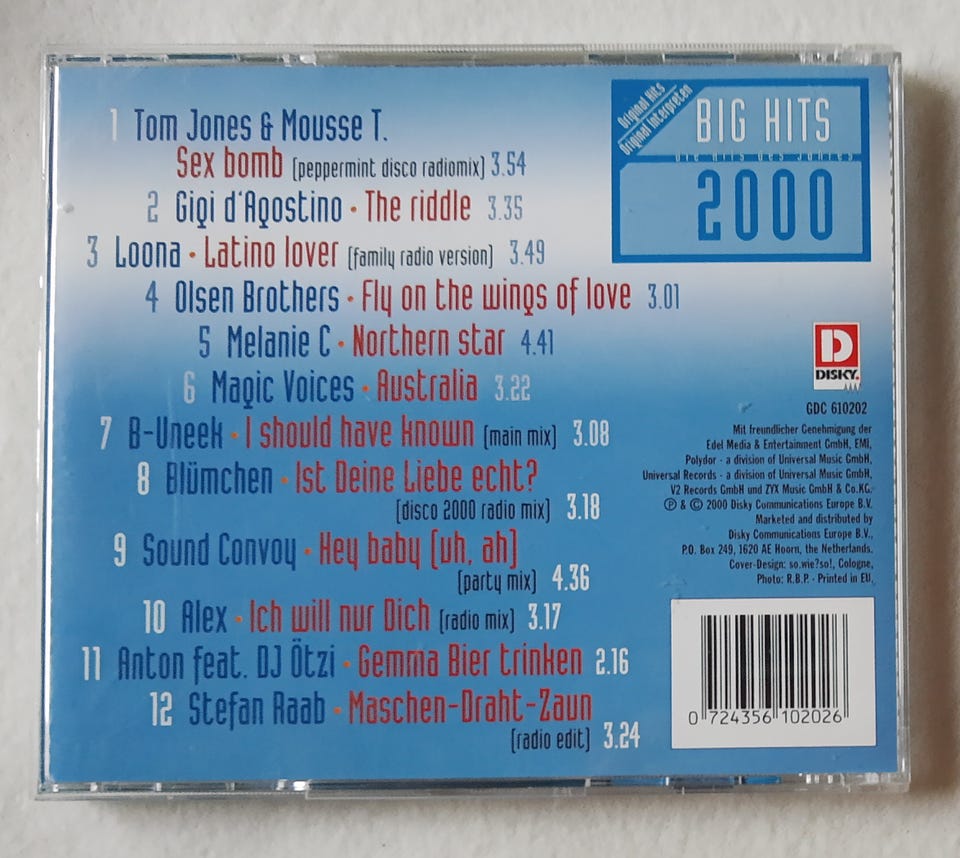 1 Tom Jones & Mousse T.
Sex bomb (peppermint disco radiomix) 3.54
2 Gigi d'Agostino • The riddle 3.35
3 Loona • Latino lover (family radio version) 3.49
4 Olsen Brothers • Fly on the wings of love 3.01
5 Melanie C • Northern star 4.41
6 Magic Voices • Australia 3.22
7 B-Uneek • I should have known (main mix) 3.08
8 Blümchen • Ist Deine Liebe echt?
(disco 2000 radio mix) 3.18
9 Sound Convoy • Hey baby (uh, ah)
(party mix) 4.36
10 Alex • Ich will nur Dich (radio mix) 3.17
11 Anton feat. DJ Ötzi • Gemma Bier trinken 2.16
12 Stefan Raab • Maschen-Draht-Zaun
(radio edit) 3.24
Original Hits
Original Interpreten
BIG HITS
Die Hits des Jahres
2000
D
DISKY.
GDC 610202
Mit freundlicher Genehmigung der
Edel Media & Entertainment GmbH, EMI,
Polydor - a division of Universal Music GmbH,
Universal Records - a division of Universal Music GmbH,
V2 Records GmbH und ZYX Music GmbH & Co.KG.
℗ & © 2000 Disky Communications Europe B.V.
Marketed and distributed by
Disky Communications Europe B.V.,
P.O. Box 249, 1620 AE Hoorn, the Netherlands.
Cover-Design: so.wie?so!, Cologne,
Photo: R.B.P. - Printed in EU,
0 724356 102026